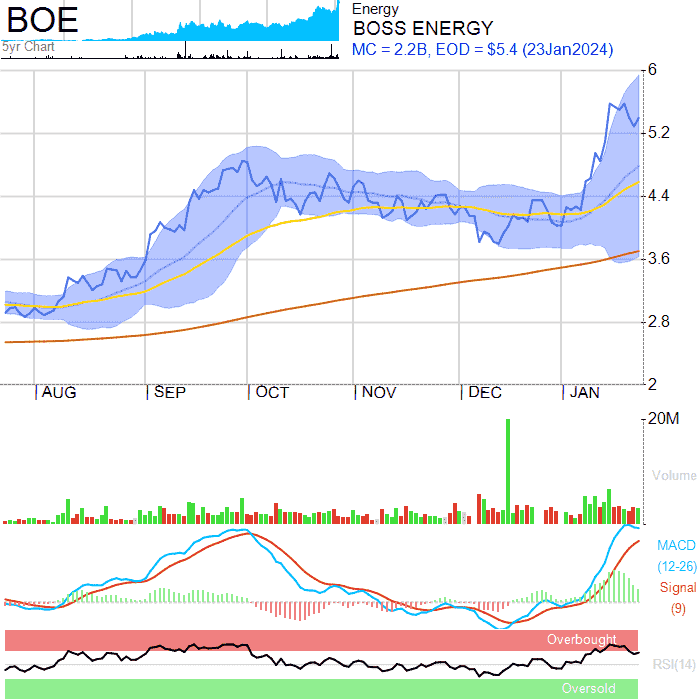 BOE
5yr Chart
Energy
BOSS ENERGY
MC = 2.2B, EOD = $5.4 (23Jan2024)
6
5.2
4.4
3.6
2.8
2
AUG SEP OCT NOV DEC JAN
20M
Volume
MACD
(12-26)
Signal
(9)
Overbought
RSI(14)
Oversold